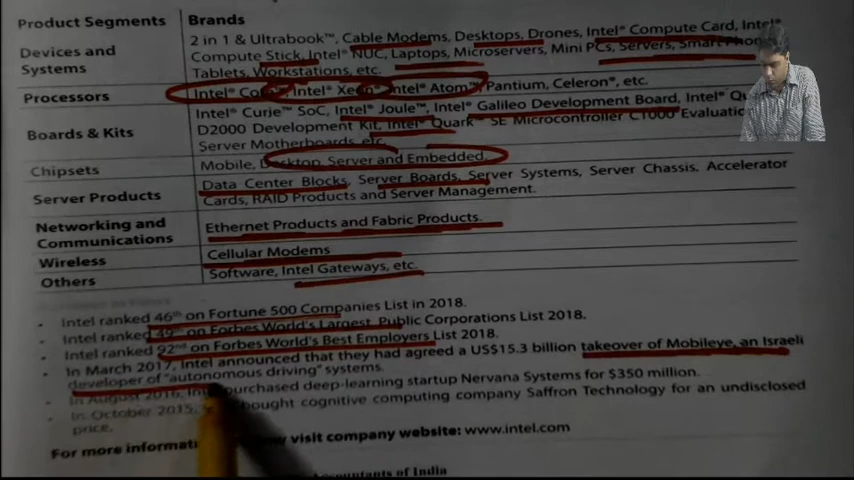 Product Segments Brands
Devices and Systems 2 in 1 & Ultrabook™, Cable Modems, Desktops, Drones, Intel® Compute Card, Intel®
Compute Stick, Intel® NUC, Laptops, Microservers, Mini PCs, Servers, Smart
Tablets, Workstations, etc.
Processors Intel® Core™, Intel® Xeon®, Intel® Atom™, Pantium, Celeron®, etc.
Boards & Kits Intel® Curie™ SoC, Intel® Joule™, Intel® Galileo Development Board, Intel®
D2000 Development Kit, Intel® Quark™ SE Microcontroller C1000
Server Motherboards etc.
Chipsets Mobile, Desktop, Server and Embedded.
Server Products Data Center Blocks, Server Boards, Server Systems, Server Chassis, Accelerator
Cards, RAID Products and Server Management.
Networking and Communications Ethernet Products and Fabric Products.
Wireless Cellular Modems
Others Software, Intel Gateways, etc.
• Intel ranked 46th on Fortune 500 Companies List in 2018.
• Intel ranked 49th on Forbes World's Largest Public Corporations List 2018.
• Intel ranked 92nd on Forbes World's Best Employers List 2018.
• In March 2017, Intel announced that they had agreed a US$15.3 billion takeover of Mobileye, an Israeli
developer of "autonomous driving" systems.
• In August 2016, Intel purchased deep-learning startup Nervana Systems for $350 million.
• In October 2015, bought cognitive computing company Saffron Technology for an undisclosed
price.
For more visit company website: www.intel.com
Accountants of India